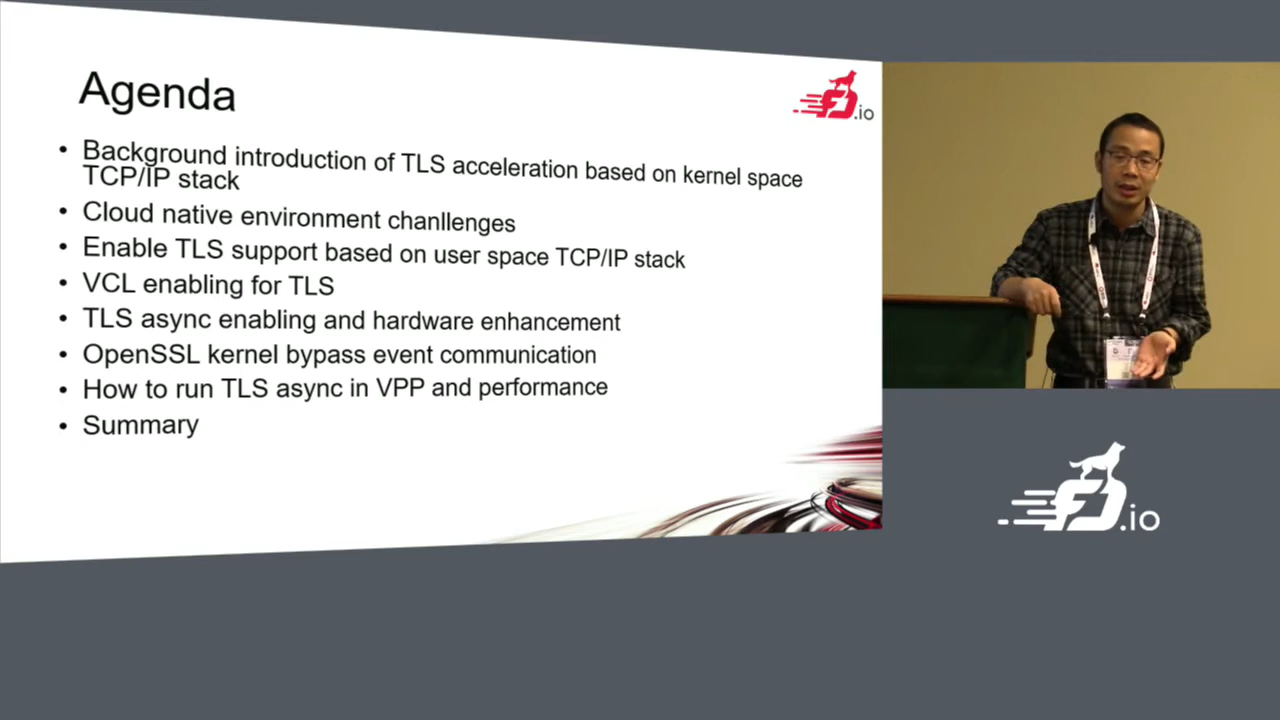 Agenda
FD.io
• Background introduction of TLS acceleration based on kernel space
TCP/IP stack
• Cloud native environment chanllenges
• Enable TLS support based on user space TCP/IP stack
• VCL enabling for TLS
• TLS async enabling and hardware enhancement
• OpenSSL kernel bypass event communication
• How to run TLS async in VPP and performance
• Summary
FD.io